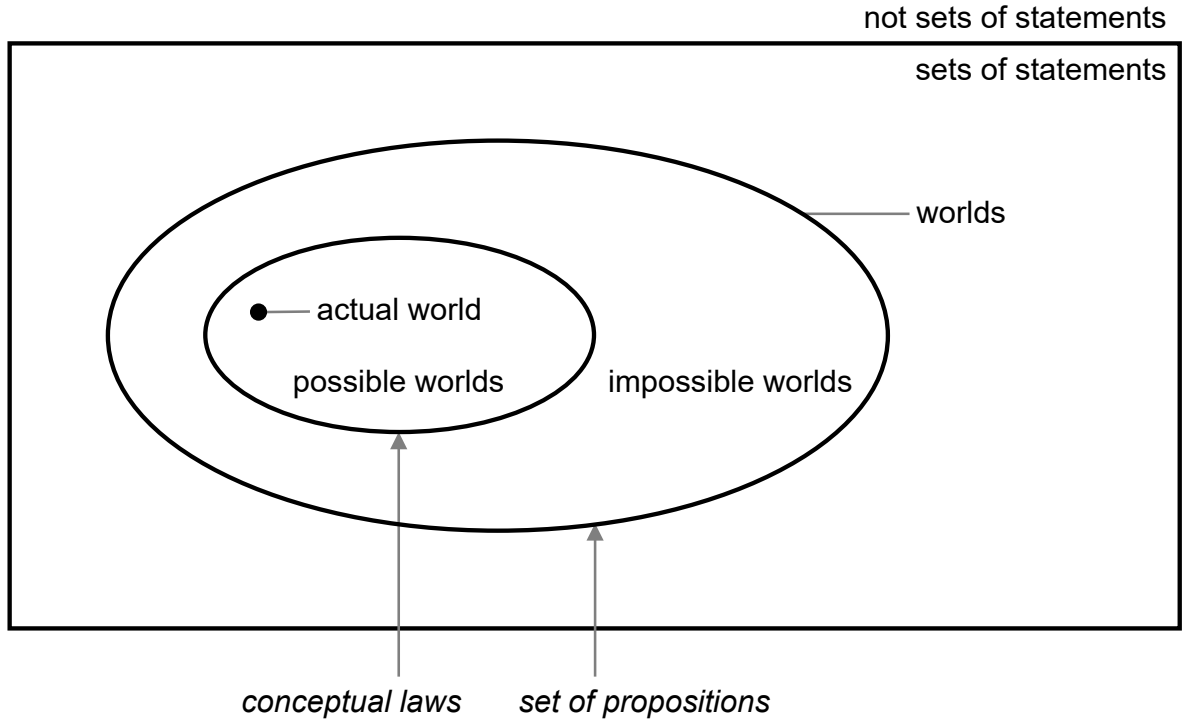 not sets of statements
sets of statements
worlds
actual world
possible worlds
impossible worlds
conceptual laws
set of propositions